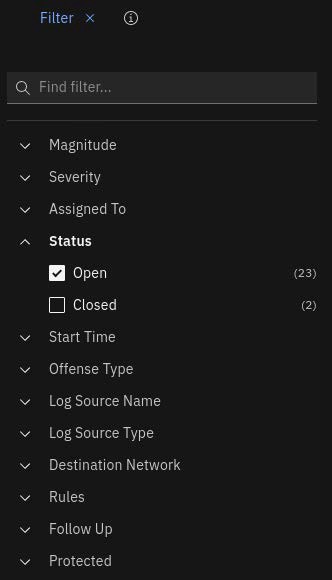 Filter
Find filter...
Magnitude
Severity
Assigned To
Status
Open (23)
Closed (2)
Start Time
Offense Type
Log Source Name
Log Source Type
Destination Network
Rules
Follow Up
Protected